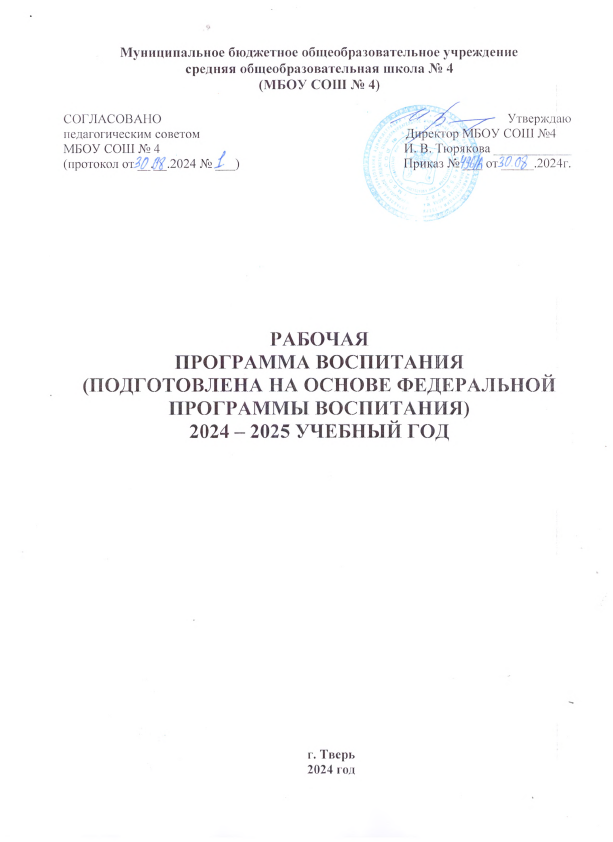 Муниципальное бюджетное общеобразовательное учреждение
средняя общеобразовательная школа № 4
(МБОУ СОШ № 4)
СОГЛАСОВАНО
педагогическим советом
МБОУ СОШ № 4
(протокол от 30.08.2024 № 1)
Утверждаю
Директор МБОУ СОШ №4
И. В. Тюрякова
Приказ № от 30.08.2024г.
РАБОЧАЯ
ПРОГРАММА ВОСПИТАНИЯ
(ПОДГОТОВЛЕНА НА ОСНОВЕ ФЕДЕРАЛЬНОЙ
ПРОГРАММЫ ВОСПИТАНИЯ)
2024 – 2025 УЧЕБНЫЙ ГОД
г. Тверь
2024 год